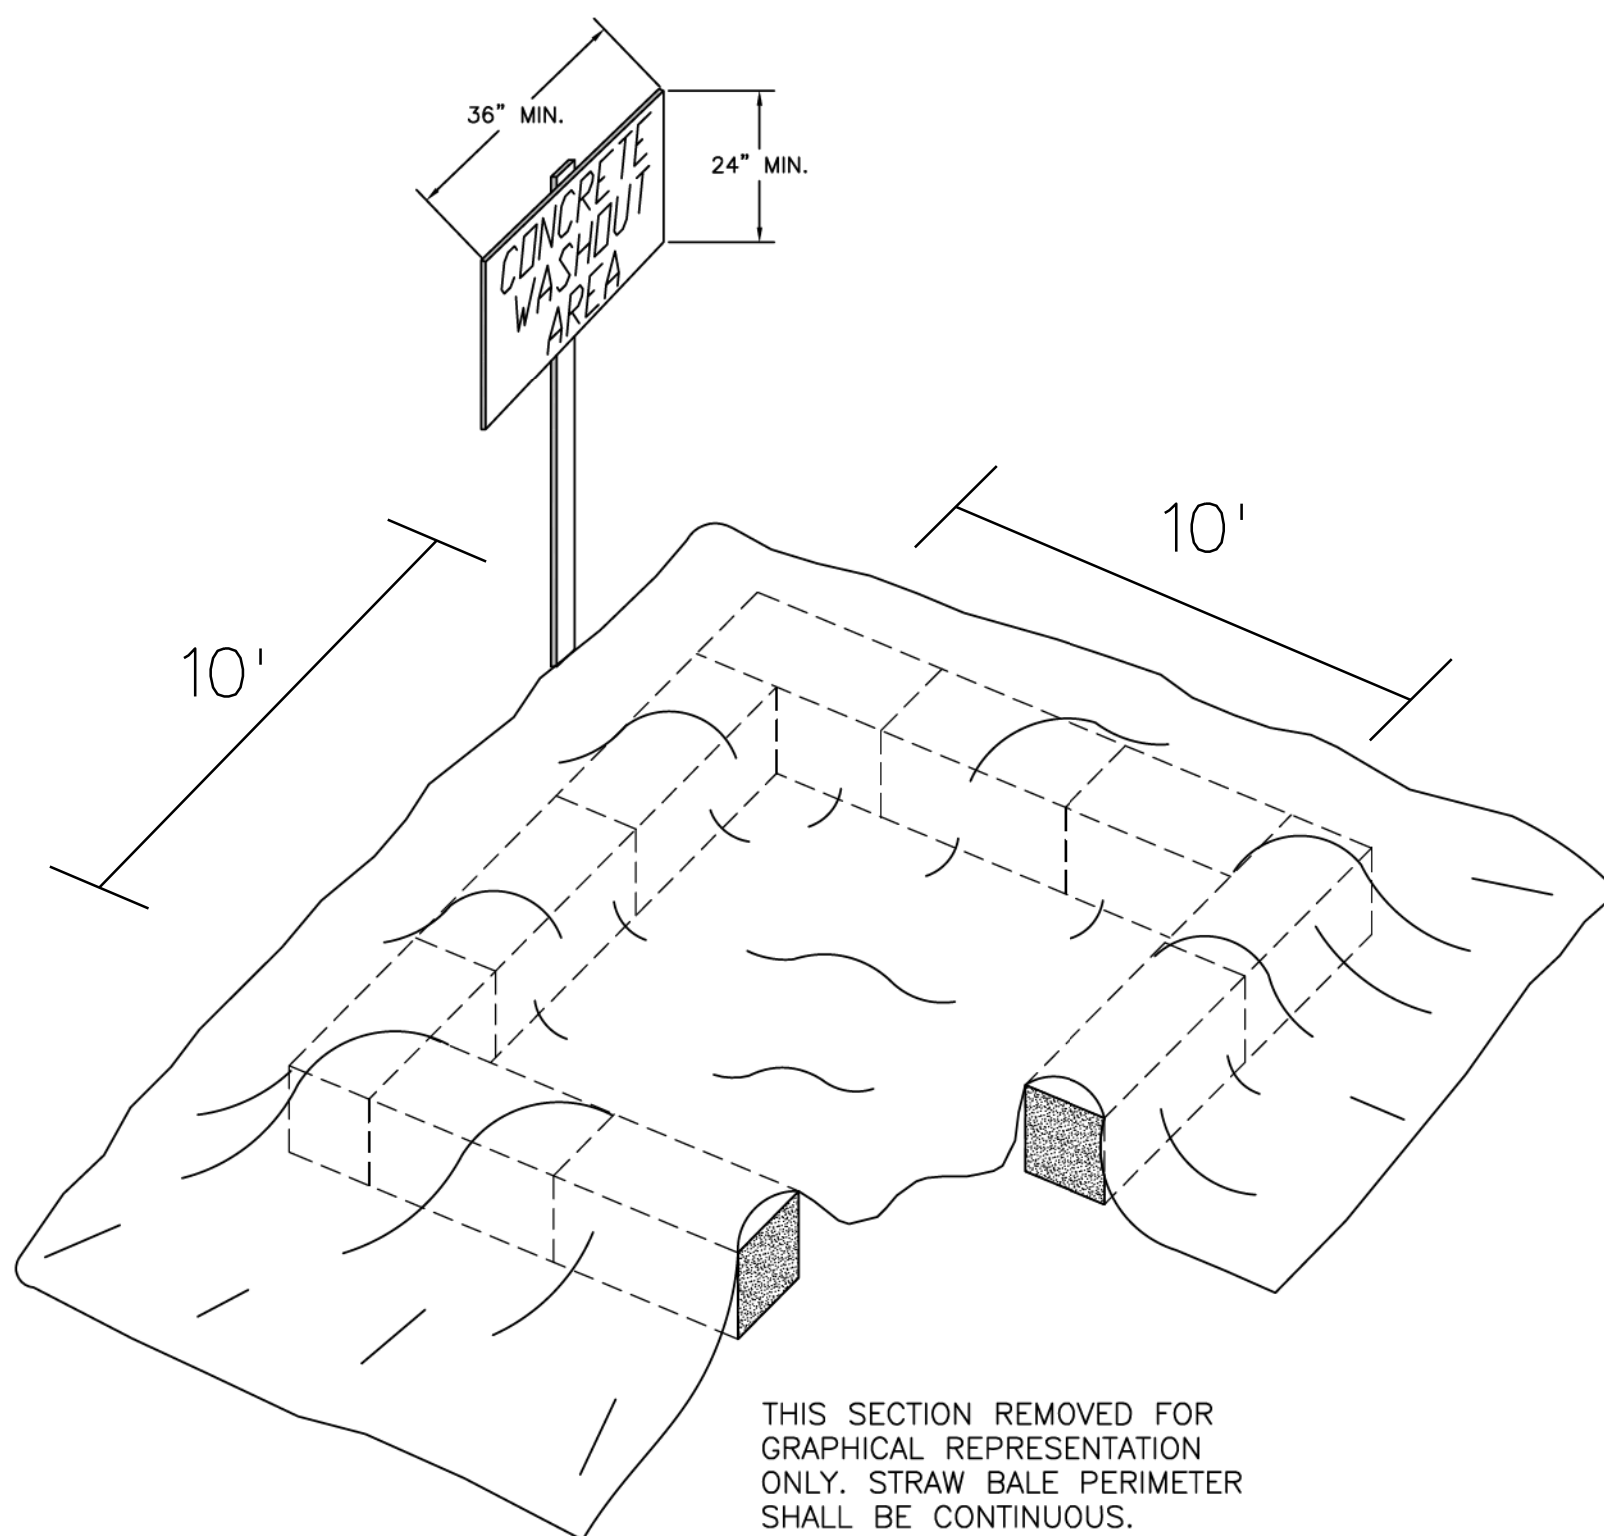 36” MIN.
24” MIN.
CONCRETE
WASHOUT
AREA
10'
10'
THIS SECTION REMOVED FOR
GRAPHICAL REPRESENTATION
ONLY. STRAW BALE PERIMETER
SHALL BE CONTINUOUS.